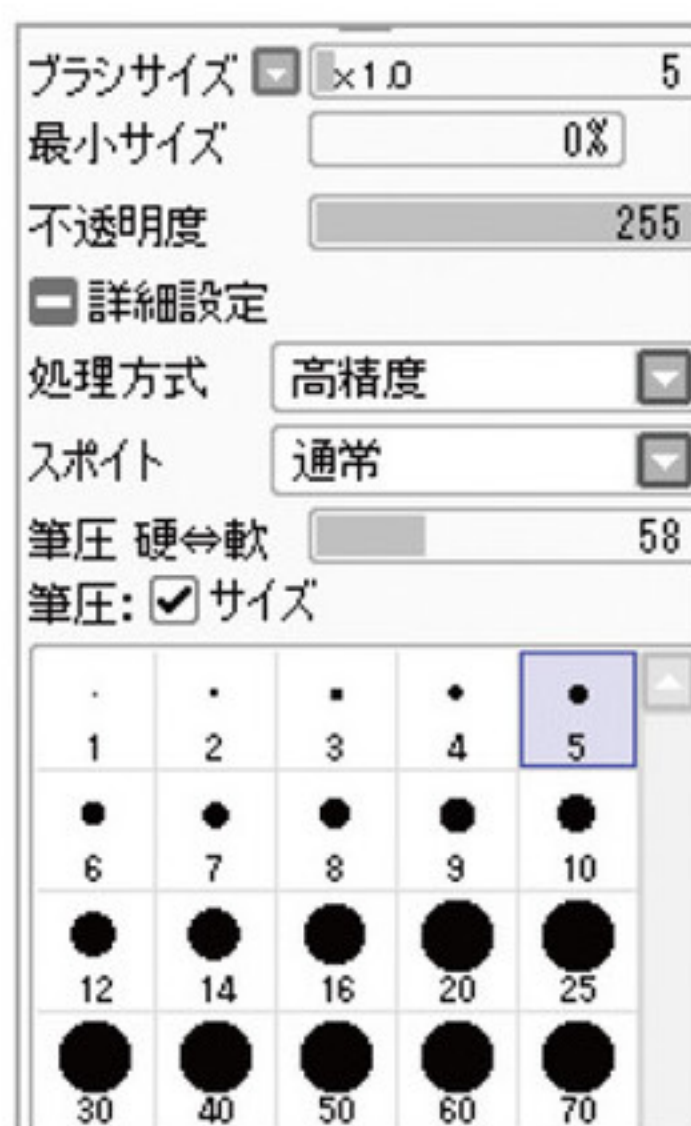 ブラシサイズ ×1.0 5
最小サイズ 0%
不透明度 255
詳細設定
処理方式 高精度
スポイト 通常
筆圧 硬⇔軟 58
筆圧: サイズ
1 2 3 4 5
6 7 8 9 10
12 14 16 20 25
30 40 50 60 70